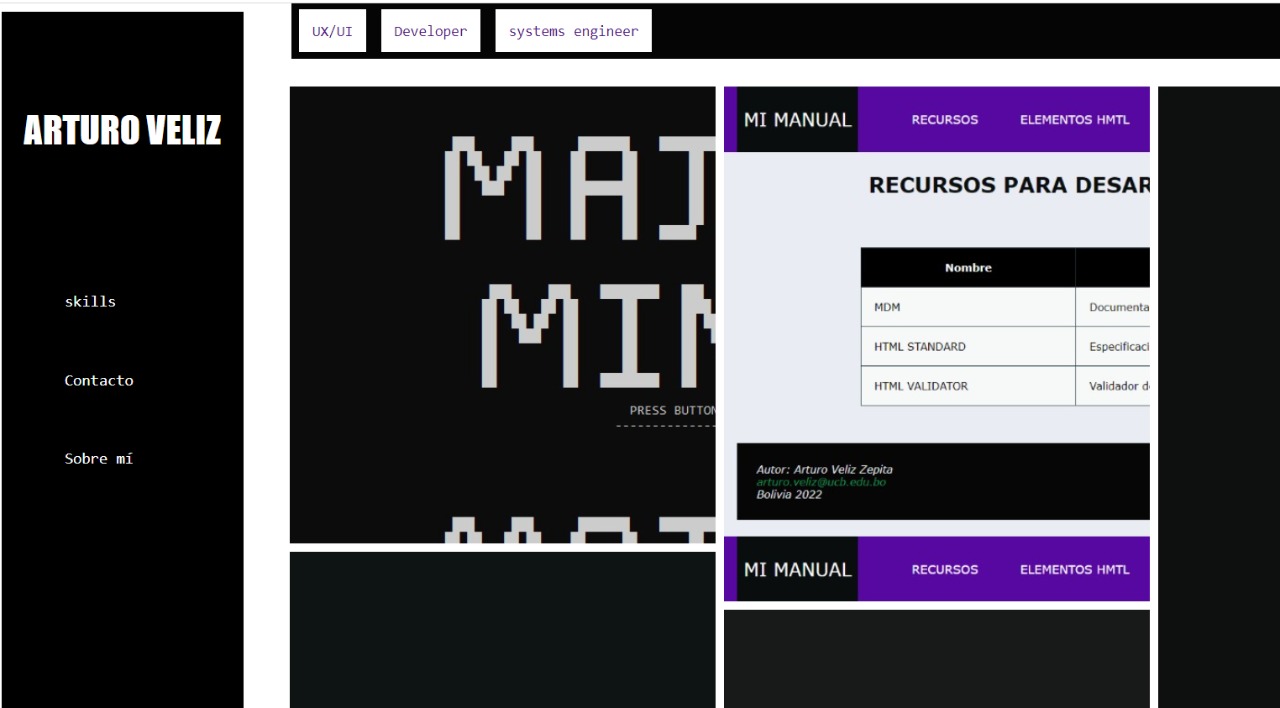 UX/UI Developer systems engineer
ARTURO VELIZ
skills
Contacto
Sobre mí
PRESS BUTTON
MI MANUAL RECURSOS ELEMENTOS HMTL
RECURSOS PARA DESAR
Nombre
MDM Documenta
HTML STANDARD Especificaci
HTML VALIDATOR Validador d
Autor: Arturo Veliz Zepita
arturo.veliz@ucb.edu.bo
Bolivia 2022
MI MANUAL RECURSOS ELEMENTOS HMTL